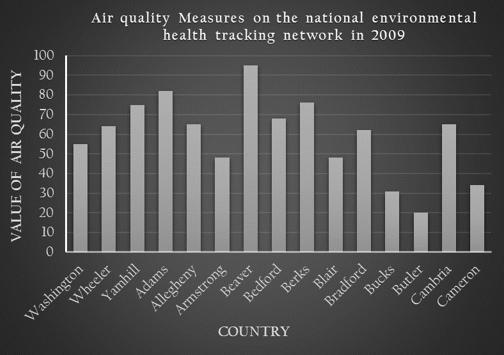 Air quality Measures on the national environmental
health tracking network in 2009
VALUE OF AIR QUALITY
100
90
80
70
60
50
40
30
20
10
0
Washington
Wheeler
Yamhill
Adams
Allegheny
Armstrong
Beaver
Bedford
Berks
Blair
Bradford
Bucks
Butler
Cambria
Cameron
COUNTRY